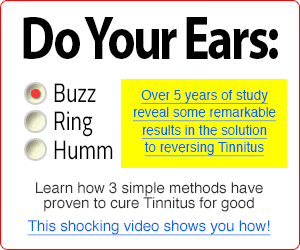 Do Your Ears:
Buzz
Ring
Humm
Over 5 years of study
reveal some remarkable
results in the solution
to reversing Tinnitus
Learn how 3 simple methods have
proven to cure Tinnitus for good
This shocking video shows you how!